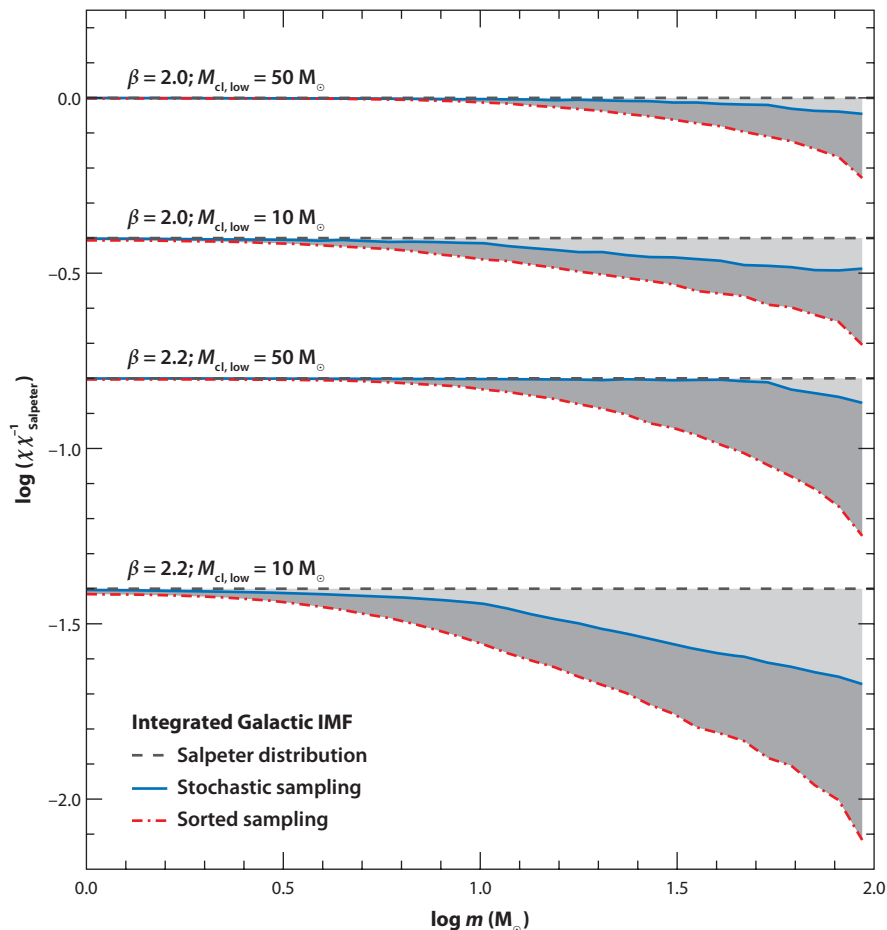 β = 2.0; M_cl, low = 50 M_☉
0.0
β = 2.0; M_cl, low = 10 M_☉
−0.5
β = 2.2; M_cl, low = 50 M_☉
log (χχ⁻¹_Salpeter)
−1.0
β = 2.2; M_cl, low = 10 M_☉
−1.5
Integrated Galactic IMF
Salpeter distribution
Stochastic sampling
−2.0
Sorted sampling
0.0 0.5 1.0 1.5 2.0
log m (M_☉)